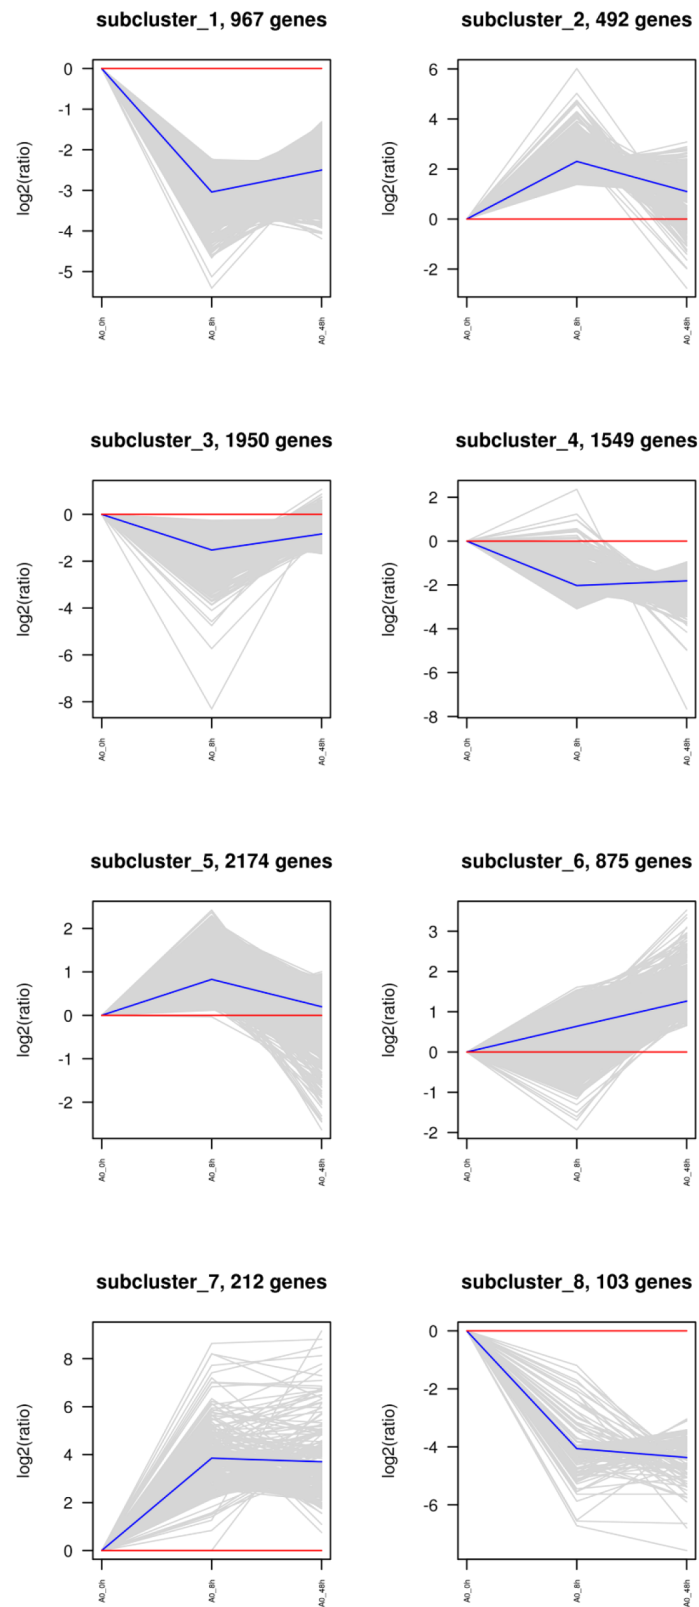 subcluster_1, 967 genes
log2(ratio)
0
-1
-2
-3
-4
-5
A0_0h
A0_8h
A0_48h
subcluster_2, 492 genes
log2(ratio)
6
4
2
0
-2
A0_0h
A0_8h
A0_48h
subcluster_3, 1950 genes
log2(ratio)
0
-2
-4
-6
-8
A0_0h
A0_8h
A0_48h
subcluster_4, 1549 genes
log2(ratio)
2
0
-2
-4
-6
-8
A0_0h
A0_8h
A0_48h
subcluster_5, 2174 genes
log2(ratio)
2
1
0
-1
-2
A0_0h
A0_8h
A0_48h
subcluster_6, 875 genes
log2(ratio)
3
2
1
0
-1
-2
A0_0h
A0_8h
A0_48h
subcluster_7, 212 genes
log2(ratio)
8
6
4
2
0
A0_0h
A0_8h
A0_48h
subcluster_8, 103 genes
log2(ratio)
0
-2
-4
-6
A0_0h
A0_8h
A0_48h